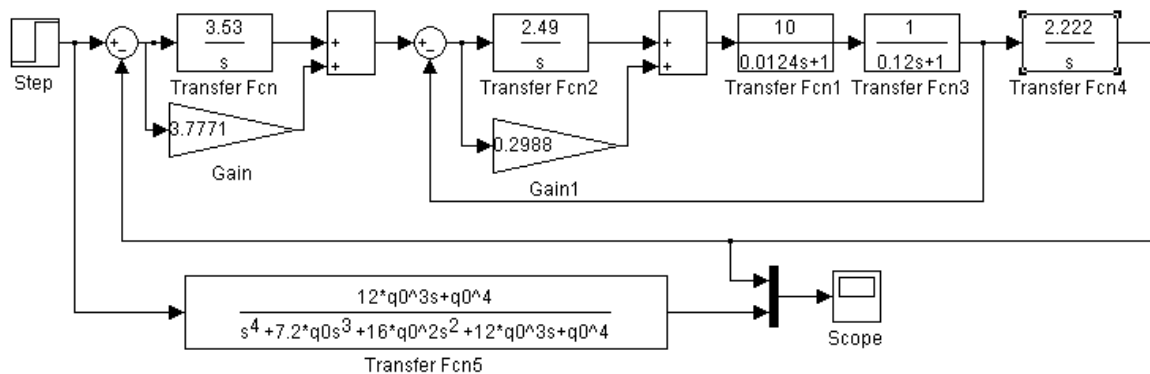 Step
+
-
3.53
s
Transfer Fcn
3.7771
Gain
+
+
+
-
2.49
s
Transfer Fcn2
0.2988
Gain1
+
+
10
0.0124s+1
Transfer Fcn1
1
0.12s+1
Transfer Fcn3
2.222
s
Transfer Fcn4
12*q0^3s+q0^4
s^4+7.2*q0s^3+16*q0^2s^2+12*q0^3s+q0^4
Transfer Fcn5
Scope